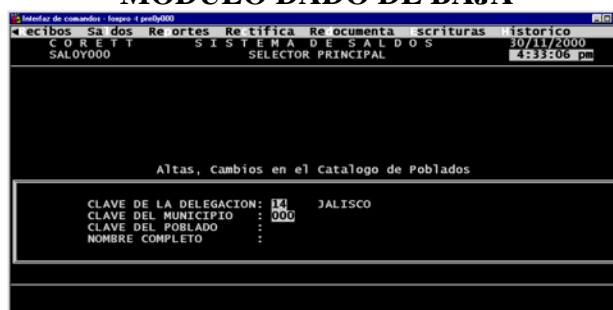 MODULO DADO DE BAJA
Interfaz de comandos - foxpro -t pre0y000
ecibos Sa dos Re ortes Re tifica Re ocumenta scrituras istorico
C O R E T T S I S T E M A D E S A L D O S 30/11/2000
SALOY000 SELECTOR PRINCIPAL 4:33:06 pm
Altas, Cambios en el Catalogo de Poblados
CLAVE DE LA DELEGACION: 14 JALISCO
CLAVE DEL MUNICIPIO : 000
CLAVE DEL POBLADO :
NOMBRE COMPLETO :